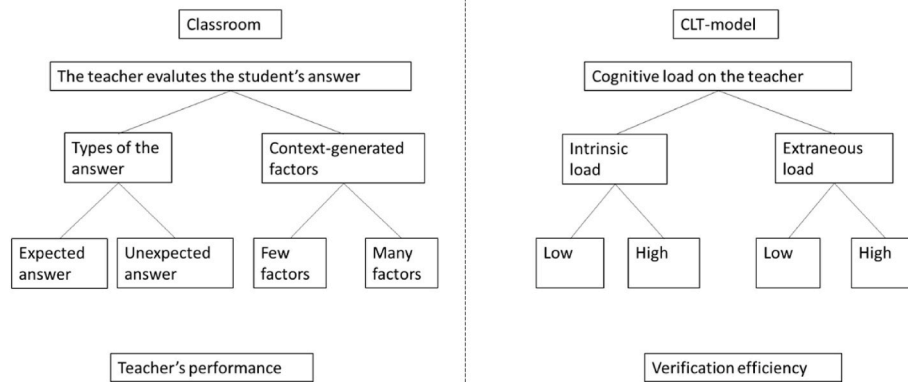 Classroom
CLT-model
The teacher evalutes the student's answer
Cognitive load on the teacher
Types of the
answer
Context-generated
factors
Intrinsic
load
Extraneous
load
Expected
answer
Unexpected
answer
Few
factors
Many
factors
Low
High
Low
High
Teacher's performance
Verification efficiency